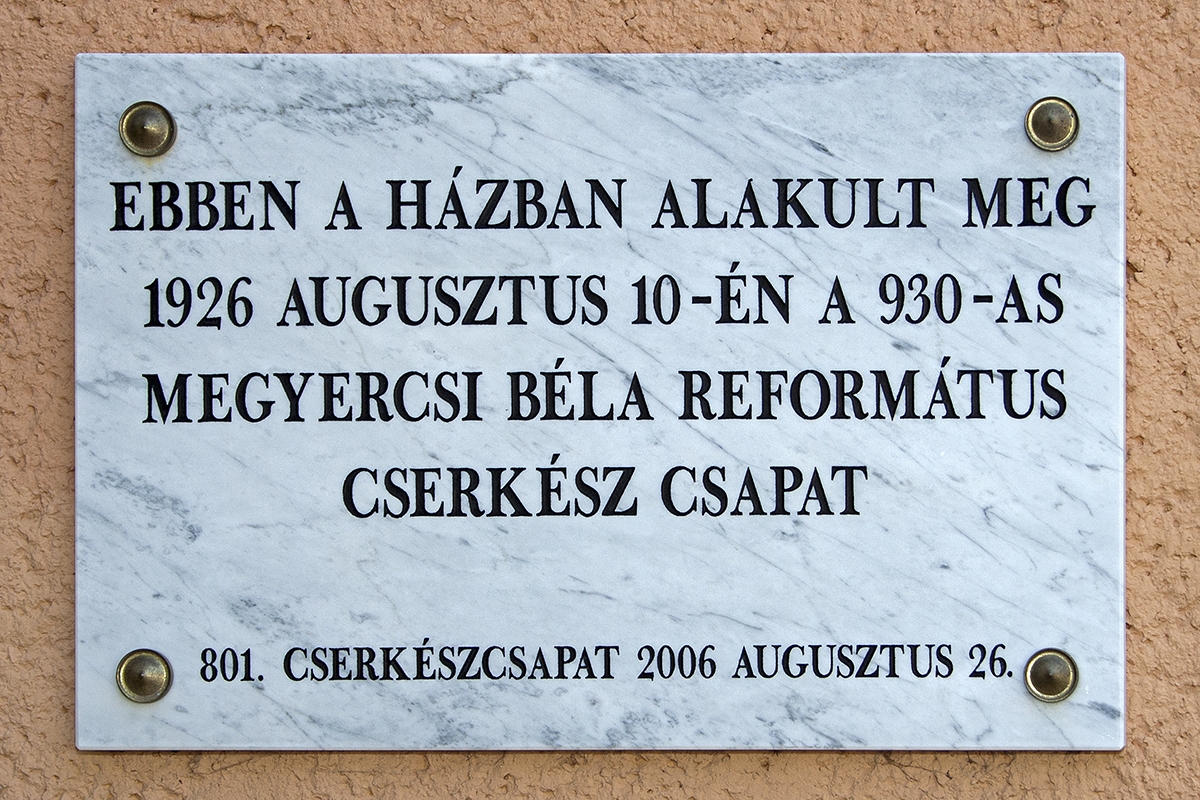 EBBEN A HÁZBAN ALAKULT MEG
1926 AUGUSZTUS 10-ÉN A 930-AS
MEGYERCSI BÉLA REFORMÁTUS
CSERKÉSZ CSAPAT
801. CSERKÉSZCSAPAT 2006 AUGUSZTUS 26.